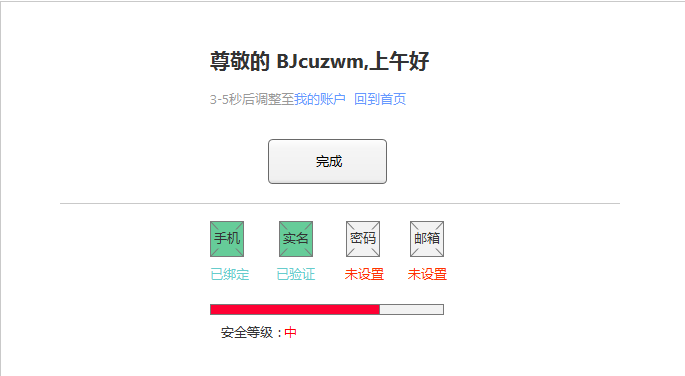 尊敬的 BJcuzwm,上午好
3-5秒后调整至我的账户 回到首页
完成
手机 实名 密码 邮箱
已绑定 已验证 未设置 未设置
安全等级：中